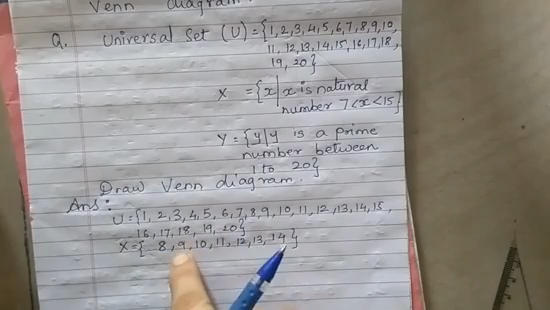 Venn diagram.
Q. Universal Set (U) = {1,2,3,4,5,6,7,8,9,10,
11, 12, 13, 14, 15, 16, 17, 18,
19, 20}
X = {x|x is natural
number 7<x<15}
Y = {y|y is a prime
number between
1 to 20}
Draw Venn diagram.
Ans:
U = {1, 2, 3, 4, 5, 6, 7, 8, 9, 10, 11, 12, 13, 14, 15,
16, 17, 18, 19, 20}
X = { 8, 9, 10, 11, 12, 13, 14 }